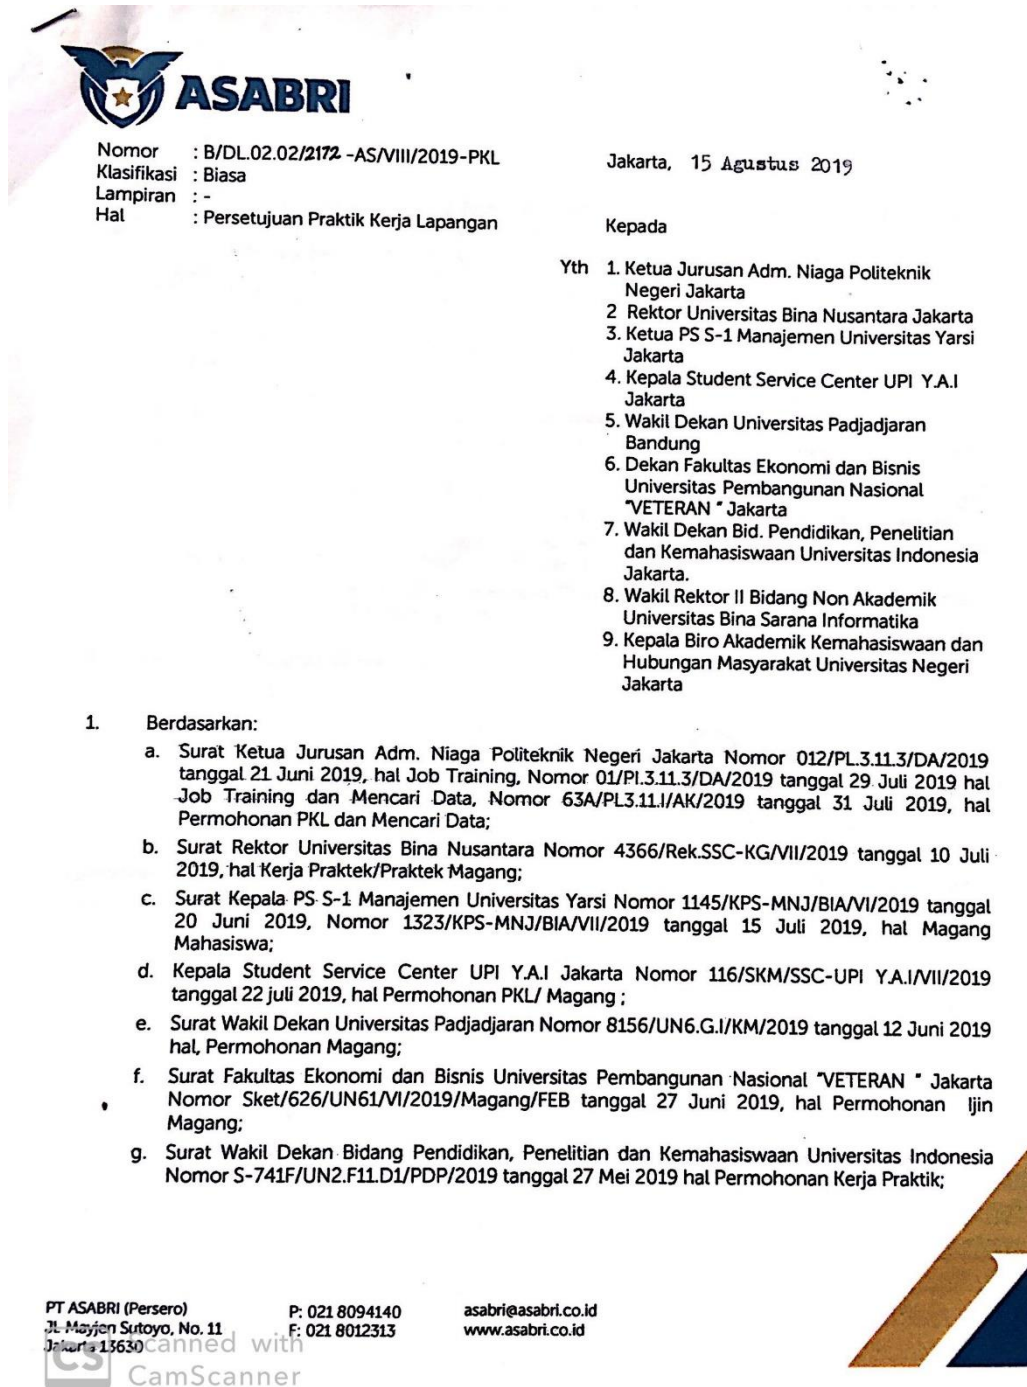 ASABRI
Nomor : B/DL.02.02/2172 -AS/VIII/2019-PKL
Klasifikasi : Biasa
Lampiran : -
Hal : Persetujuan Praktik Kerja Lapangan
Jakarta, 15 Agustus 2019
Kepada
Yth 1. Ketua Jurusan Adm. Niaga Politeknik
Negeri Jakarta
2 Rektor Universitas Bina Nusantara Jakarta
3. Ketua PS S-1 Manajemen Universitas Yarsi
Jakarta
4. Kepala Student Service Center UPI Y.A.I
Jakarta
5. Wakil Dekan Universitas Padjadjaran
Bandung
6. Dekan Fakultas Ekonomi dan Bisnis
Universitas Pembangunan Nasional
"VETERAN " Jakarta
7. Wakil Dekan Bid. Pendidikan, Penelitian
dan Kemahasiswaan Universitas Indonesia
Jakarta.
8. Wakil Rektor II Bidang Non Akademik
Universitas Bina Sarana Informatika
9. Kepala Biro Akademik Kemahasiswaan dan
Hubungan Masyarakat Universitas Negeri
Jakarta
1. Berdasarkan:
a. Surat Ketua Jurusan Adm. Niaga Politeknik Negeri Jakarta Nomor 012/PL.3.11.3/DA/2019
tanggal 21 Juni 2019, hal Job Training, Nomor 01/Pl.3.11.3/DA/2019 tanggal 29 Juli 2019 hal
Job Training dan Mencari Data, Nomor 63A/PL3.11.I/AK/2019 tanggal 31 Juli 2019, hal
Permohonan PKL dan Mencari Data;
b. Surat Rektor Universitas Bina Nusantara Nomor 4366/Rek.SSC-KG/VII/2019 tanggal 10 Juli
2019, hal Kerja Praktek/Praktek Magang;
c. Surat Kepala PS S-1 Manajemen Universitas Yarsi Nomor 1145/KPS-MNJ/BIA/VI/2019 tanggal
20 Juni 2019, Nomor 1323/KPS-MNJ/BIA/VII/2019 tanggal 15 Juli 2019, hal Magang
Mahasiswa;
d. Kepala Student Service Center UPI Y.A.I Jakarta Nomor 116/SKM/SSC-UPI Y.A.I/VII/2019
tanggal 22 juli 2019, hal Permohonan PKL/ Magang ;
e. Surat Wakil Dekan Universitas Padjadjaran Nomor 8156/UN6.G.I/KM/2019 tanggal 12 Juni 2019
hal, Permohonan Magang;
f. Surat Fakultas Ekonomi dan Bisnis Universitas Pembangunan Nasional "VETERAN " Jakarta
Nomor Sket/626/UN61/VI/2019/Magang/FEB tanggal 27 Juni 2019, hal Permohonan Ijin
Magang;
g. Surat Wakil Dekan Bidang Pendidikan, Penelitian dan Kemahasiswaan Universitas Indonesia
Nomor S-741F/UN2.F11.D1/PDP/2019 tanggal 27 Mei 2019 hal Permohonan Kerja Praktik;
PT ASABRI (Persero)
Jl. Mayjen Sutoyo, No. 11
Jakarta 13630
P: 021 8094140
F: 021 8012313
asabri@asabri.co.id
www.asabri.co.id
CS Scanned with
CamScanner